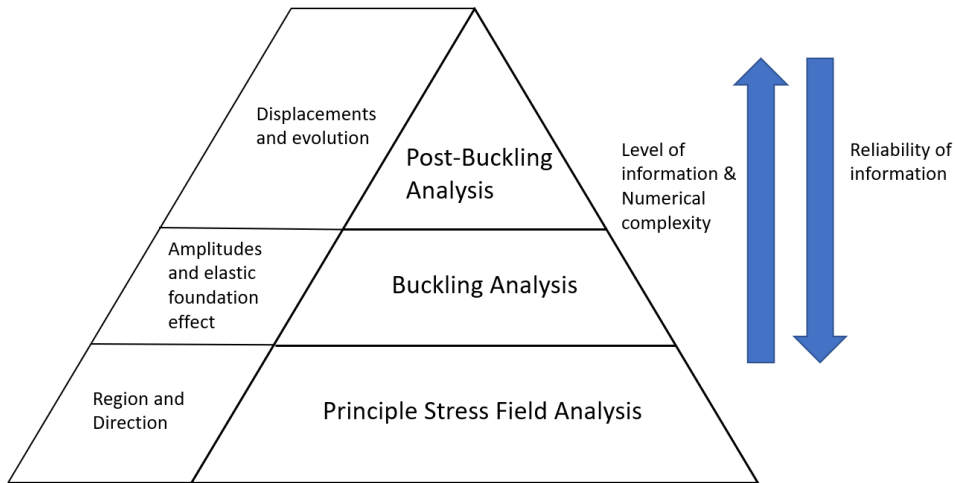 Displacements
and evolution
Post-Buckling
Analysis
Level of
information &
Numerical
complexity
Reliability of
information
Amplitudes
and elastic
foundation
effect
Buckling Analysis
Region and
Direction
Principle Stress Field Analysis